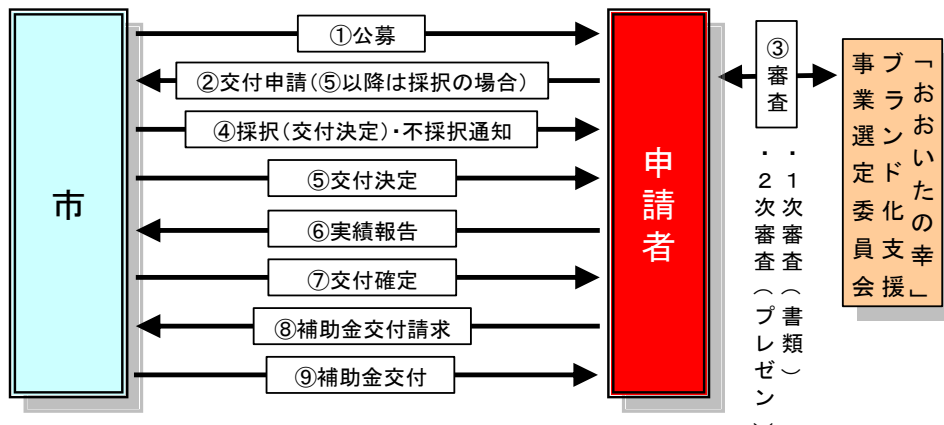 市
①公募
②交付申請(⑤以降は採択の場合)
④採択(交付決定)・不採択通知
⑤交付決定
⑥実績報告
⑦交付確定
⑧補助金交付請求
⑨補助金交付
申請者
③審査
・1次審査(書類)
・2次審査(プレゼン)
「おおいたの幸」
ブランド化支援
事業選定委員会